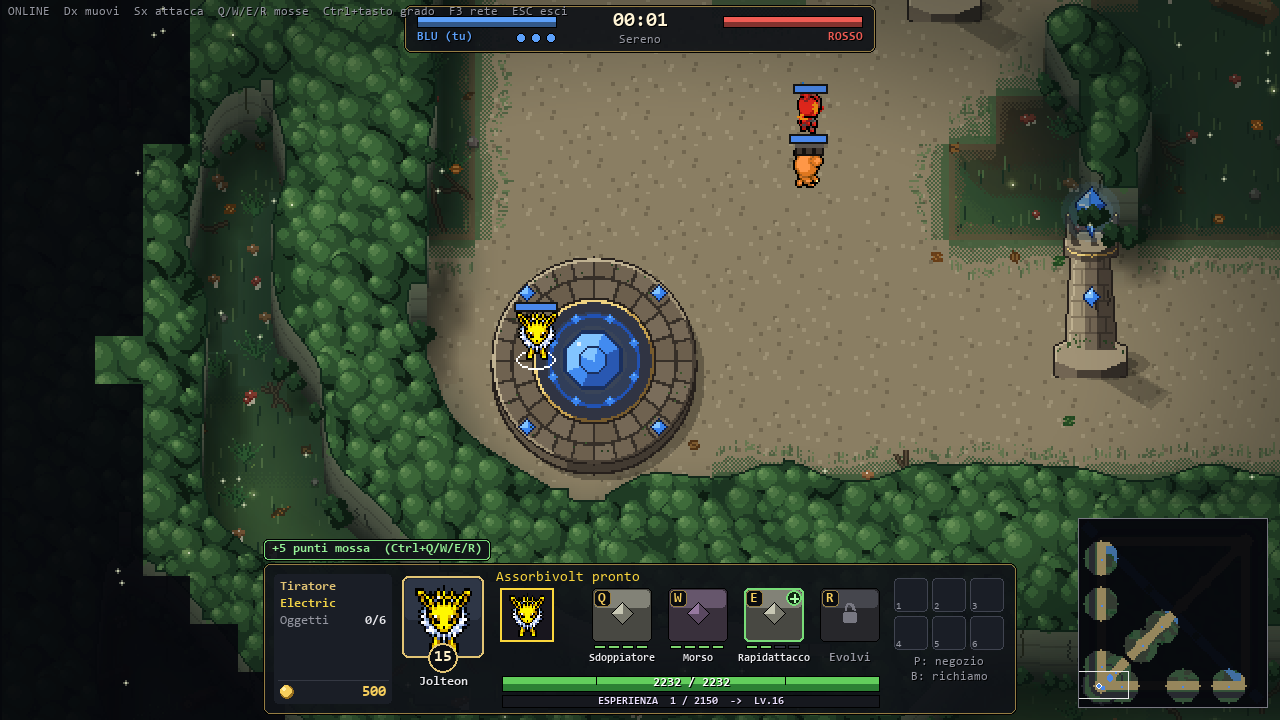 ONLINE  Dx muovi  Sx attacca  Q/W/E/R mosse  Ctrl+tasto grado  F3 rete  ESC esci
00:01
BLU (tu)
Sereno
ROSSO
+5 punti mossa  (Ctrl+Q/W/E/R)
Tiratore
Electric
Oggetti 0/6
500
15
Jolteon
Assorbivolt pronto
Q W E R
Sdoppiatore Morso Rapidattacco Evolvi
2232 / 2232
ESPERIENZA  1 / 2150  ->  Lv.16
1 2 3
4 5 6
P: negozio
B: richiamo